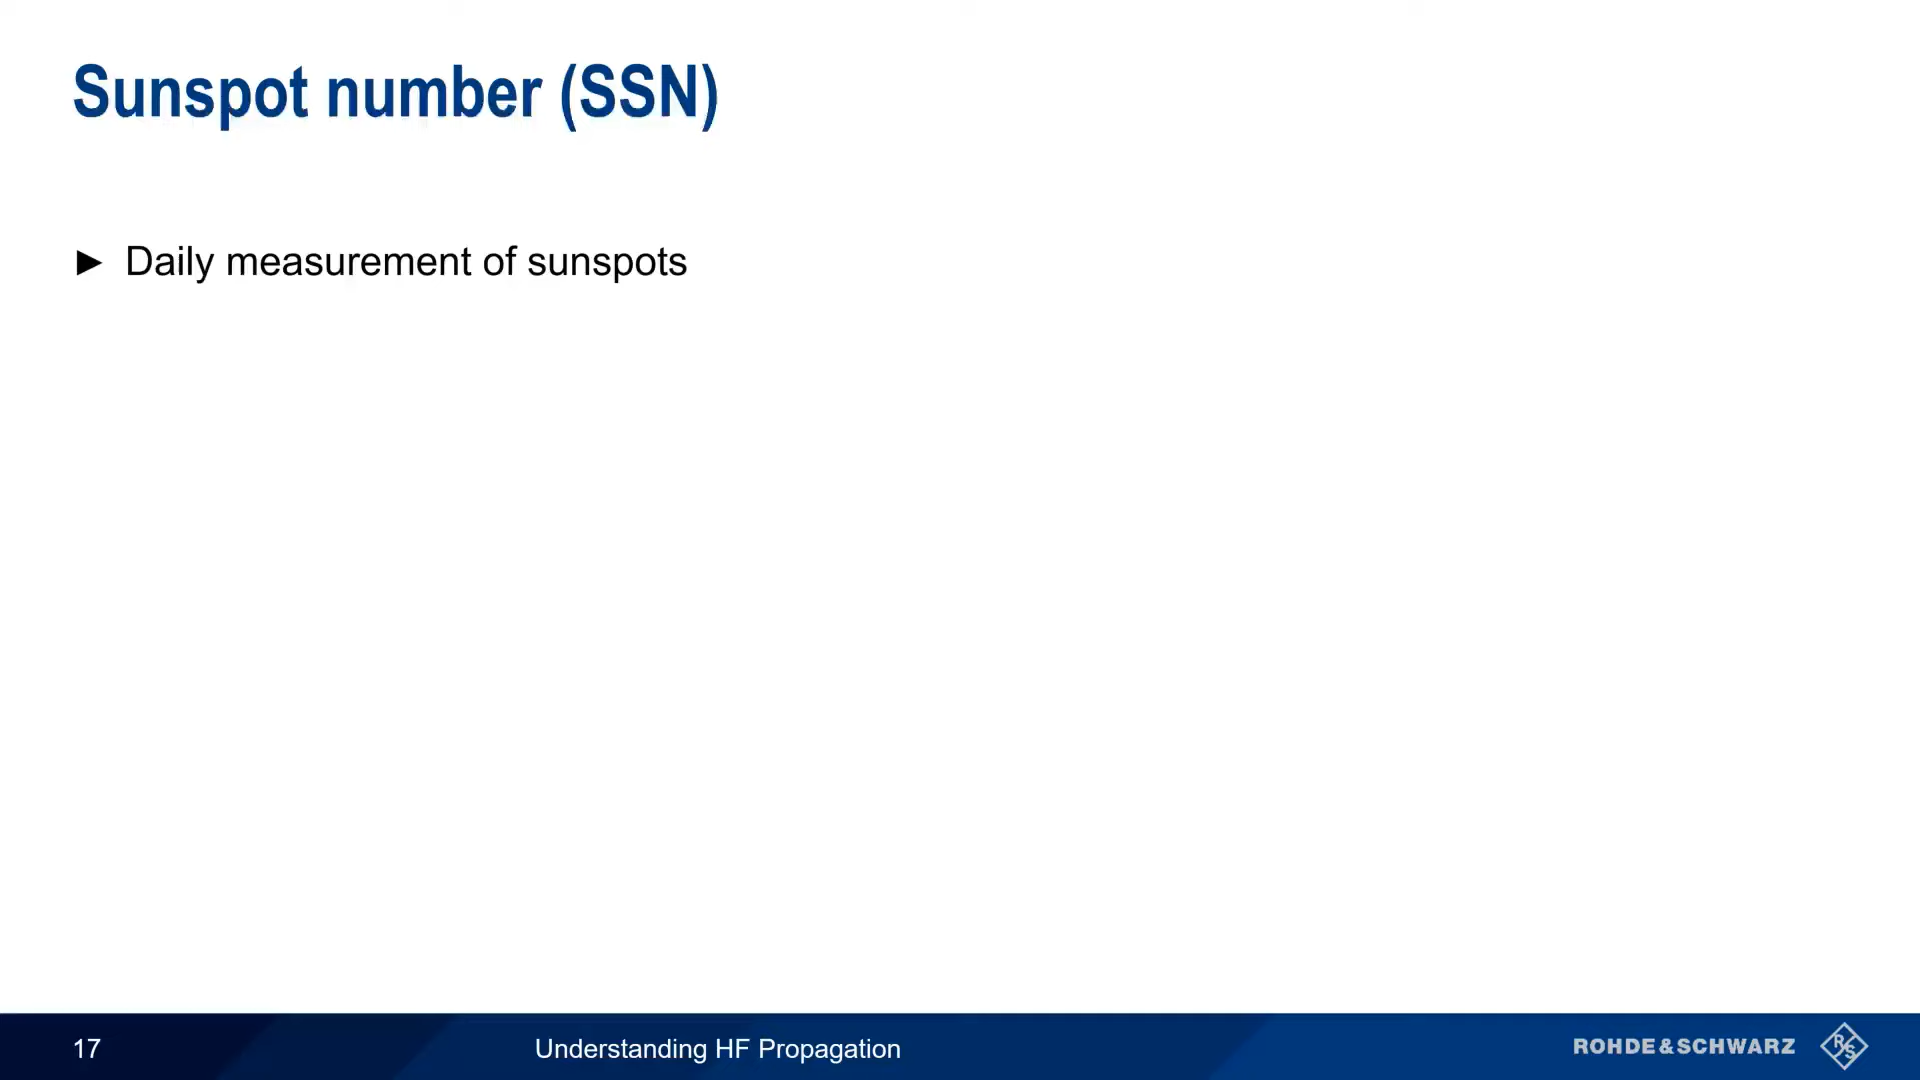 Sunspot number (SSN)
► Daily measurement of sunspots
17
Understanding HF Propagation
ROHDE&SCHWARZ
R&S